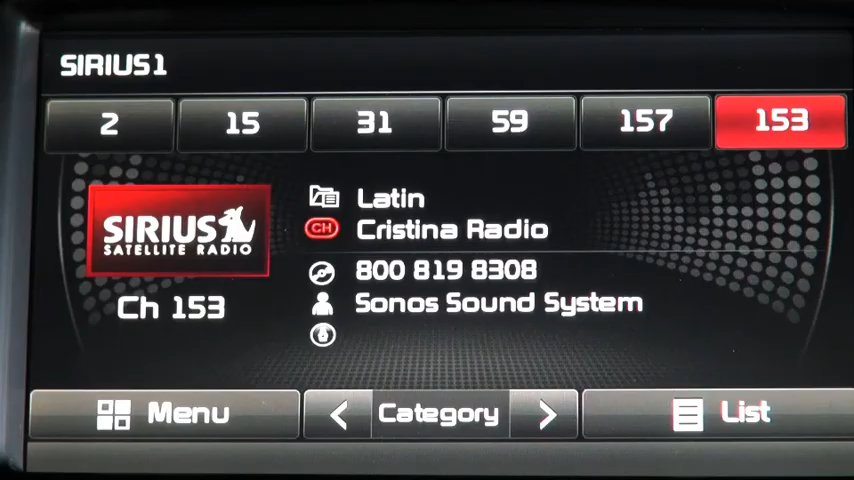 SIRIUS1
2 15 31 59 157 153
Latin
CH Cristina Radio
800 819 8308
Sonos Sound System
SIRIUS
SATELLITE RADIO
Ch 153
Menu < Category > List